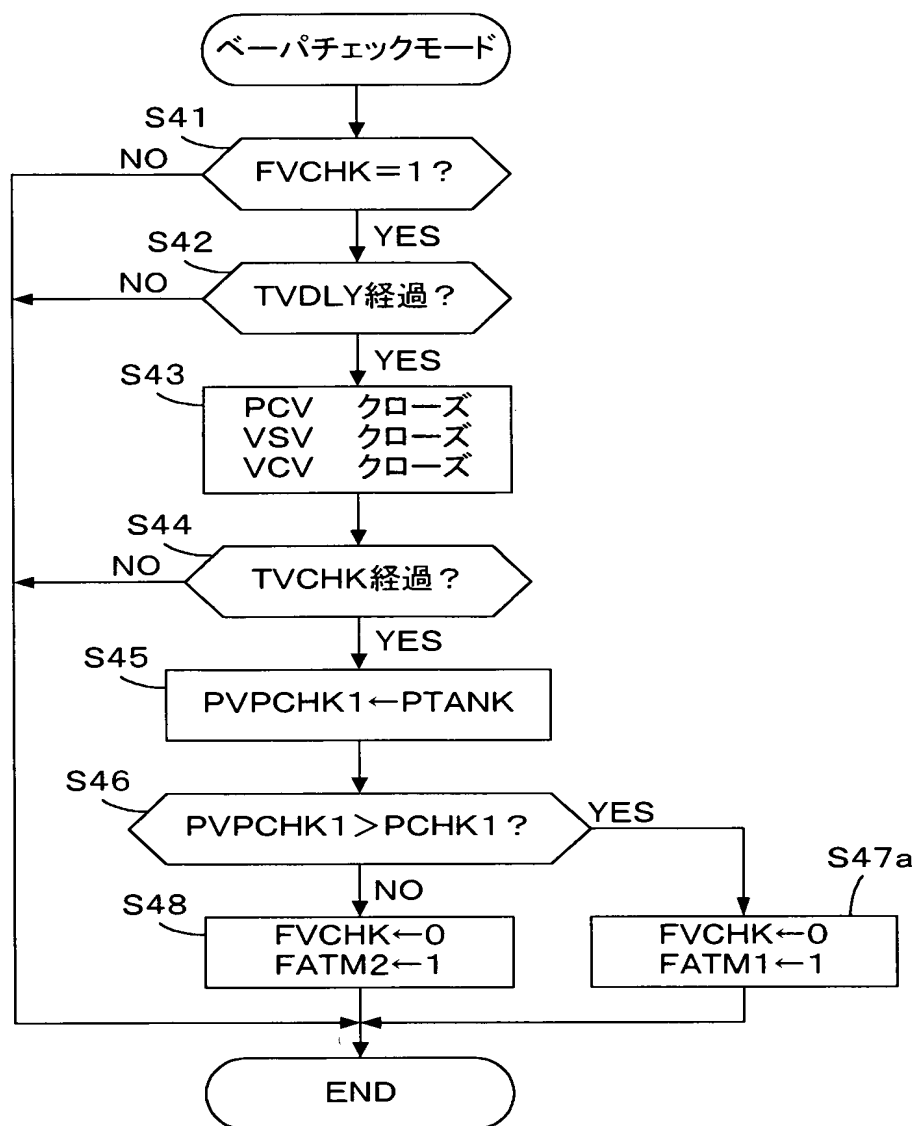 ベーパチェックモード
S41
NO
FVCHK=1?
YES
S42
NO
TVDLY経過?
YES
S43
PCV クローズ
VSV クローズ
VCV クローズ
S44
NO
TVCHK経過?
YES
S45
PVPCHK1←PTANK
S46
PVPCHK1>PCHK1?
YES
NO
S47a
S48
FVCHK←0
FATM2←1
FVCHK←0
FATM1←1
END